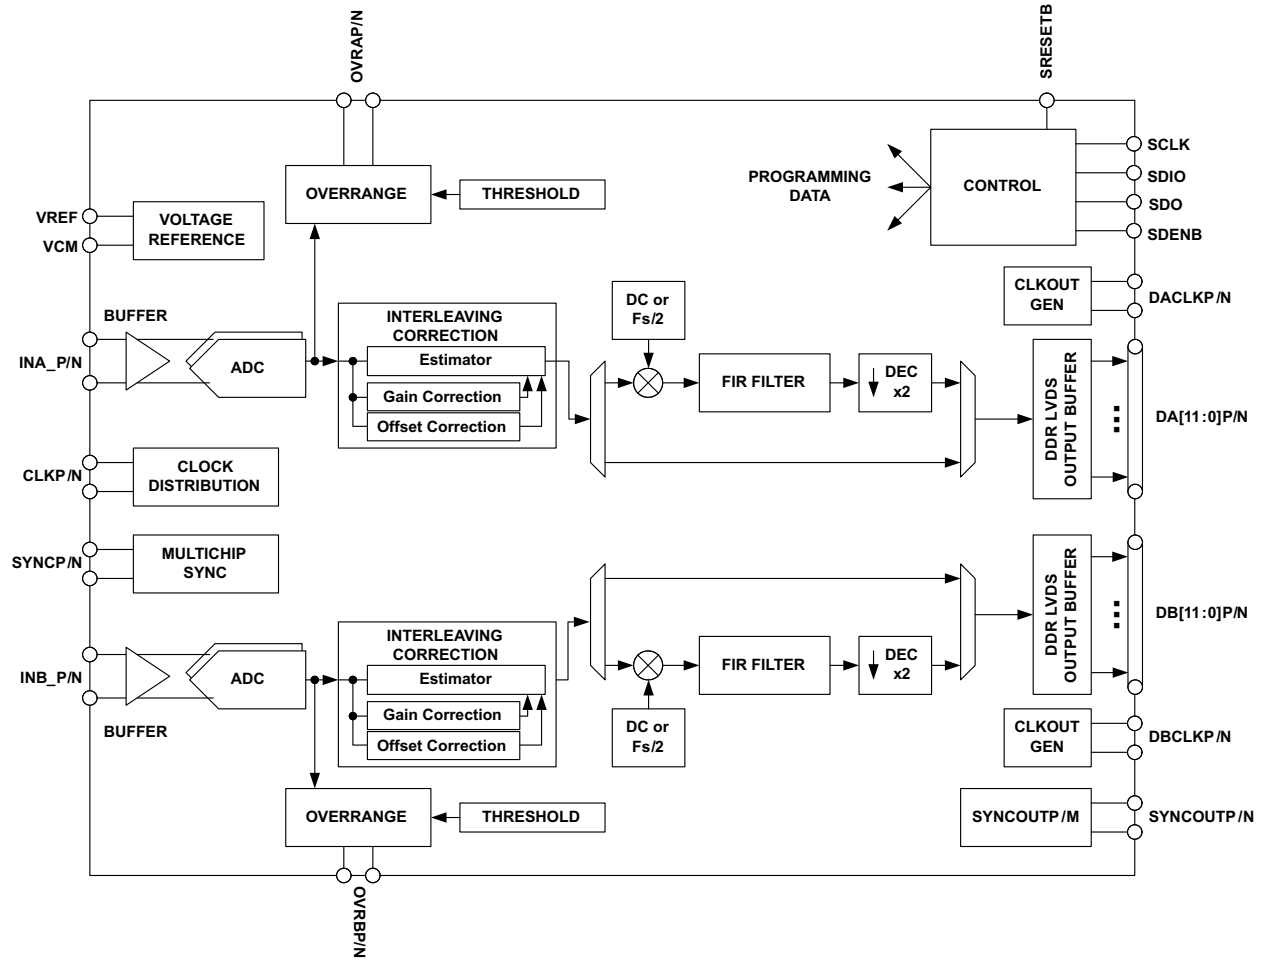 OVRAP/N
SRESETB
OVERRANGE
THRESHOLD
PROGRAMMING
DATA
CONTROL
SCLK
SDIO
SDO
SDENB
VREF
VCM
VOLTAGE
REFERENCE
CLKOUT
GEN
DACLKP/N
BUFFER
INA_P/N
ADC
INTERLEAVING
CORRECTION
Estimator
Gain Correction
Offset Correction
DC or
Fs/2
FIR FILTER
DEC
x2
DDR LVDS
OUTPUT BUFFER
DA[11:0]P/N
CLKP/N
CLOCK
DISTRIBUTION
SYNCP/N
MULTICHIP
SYNC
INB_P/N
ADC
BUFFER
INTERLEAVING
CORRECTION
Estimator
Gain Correction
Offset Correction
FIR FILTER
DEC
x2
DC or
Fs/2
DDR LVDS
OUTPUT BUFFER
DB[11:0]P/N
CLKOUT
GEN
DBCLKP/N
OVERRANGE
THRESHOLD
SYNCOUTP/M
SYNCOUTP/N
OVRBP/N